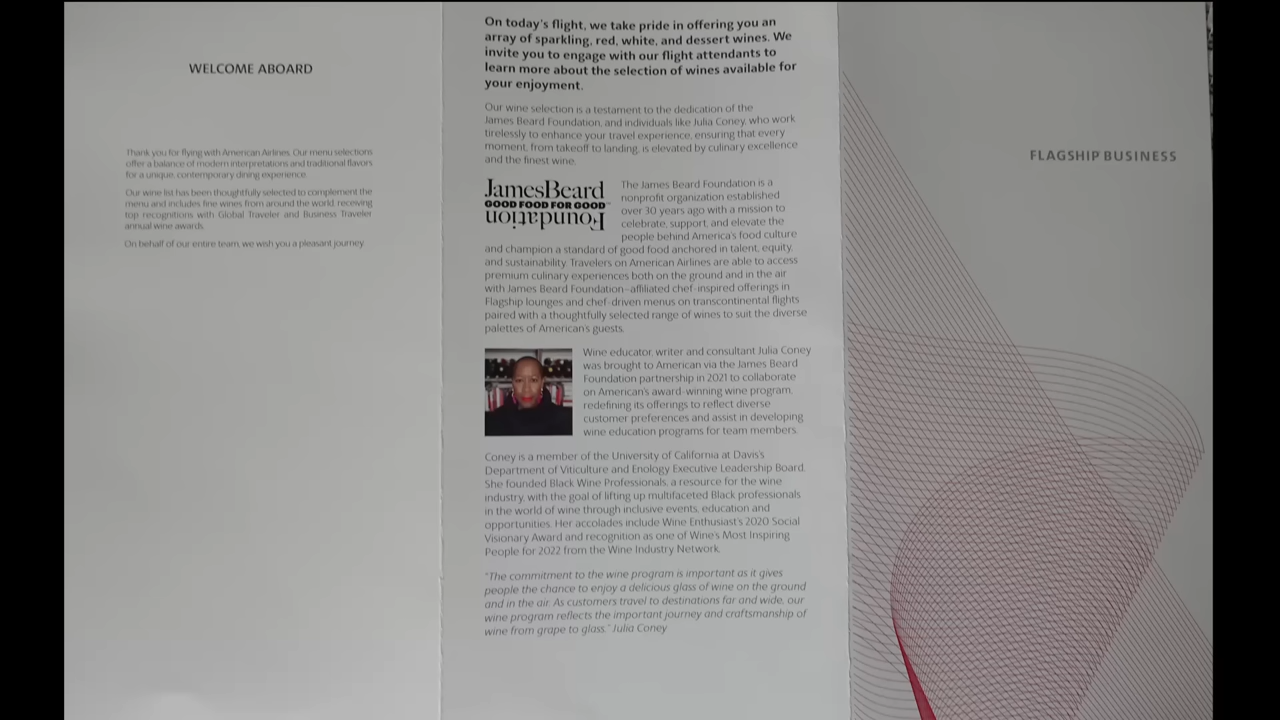 WELCOME ABOARD
Thank you for flying with American Airlines. Our menu selections
offer a balance of modern interpretations and traditional flavors
for a unique, contemporary dining experience.
Our wine list has been thoughtfully selected to complement the
menu and includes fine wines from around the world, receiving
top recognitions with Global Traveler and Business Traveler
annual wine awards.
On behalf of our entire team, we wish you a pleasant journey.
On today's flight, we take pride in offering you an
array of sparkling, red, white, and dessert wines. We
invite you to engage with our flight attendants to
learn more about the selection of wines available for
your enjoyment.
Our wine selection is a testament to the dedication of the
James Beard Foundation, and individuals like Julia Coney, who work
tirelessly to enhance your travel experience, ensuring that every
moment, from takeoff to landing, is elevated by culinary excellence
and the finest wine.
JamesBeard
GOOD FOOD FOR GOOD™
Foundation
The James Beard Foundation is a
nonprofit organization established
over 30 years ago with a mission to
celebrate, support, and elevate the
people behind America's food culture
and champion a standard of good food anchored in talent, equity,
and sustainability. Travelers on American Airlines are able to access
premium culinary experiences both on the ground and in the air
with James Beard Foundation-affiliated chef-inspired offerings in
Flagship lounges and chef-driven menus on transcontinental flights
paired with a thoughtfully selected range of wines to suit the diverse
palettes of American's guests.
Wine educator, writer and consultant Julia Coney
was brought to American via the James Beard
Foundation partnership in 2021 to collaborate
on American's award-winning wine program,
redefining its offerings to reflect diverse
customer preferences and assist in developing
wine education programs for team members.
Coney is a member of the University of California at Davis's
Department of Viticulture and Enology Executive Leadership Board.
She founded Black Wine Professionals, a resource for the wine
industry, with the goal of lifting up multifaceted Black professionals
in the world of wine through inclusive events, education and
opportunities. Her accolades include Wine Enthusiast's 2020 Social
Visionary Award and recognition as one of Wine's Most Inspiring
People for 2022 from the Wine Industry Network.
"The commitment to the wine program is important as it gives
people the chance to enjoy a delicious glass of wine on the ground
and in the air. As customers travel to destinations far and wide, our
wine program reflects the important journey and craftsmanship of
wine from grape to glass." Julia Coney
FLAGSHIP BUSINESS